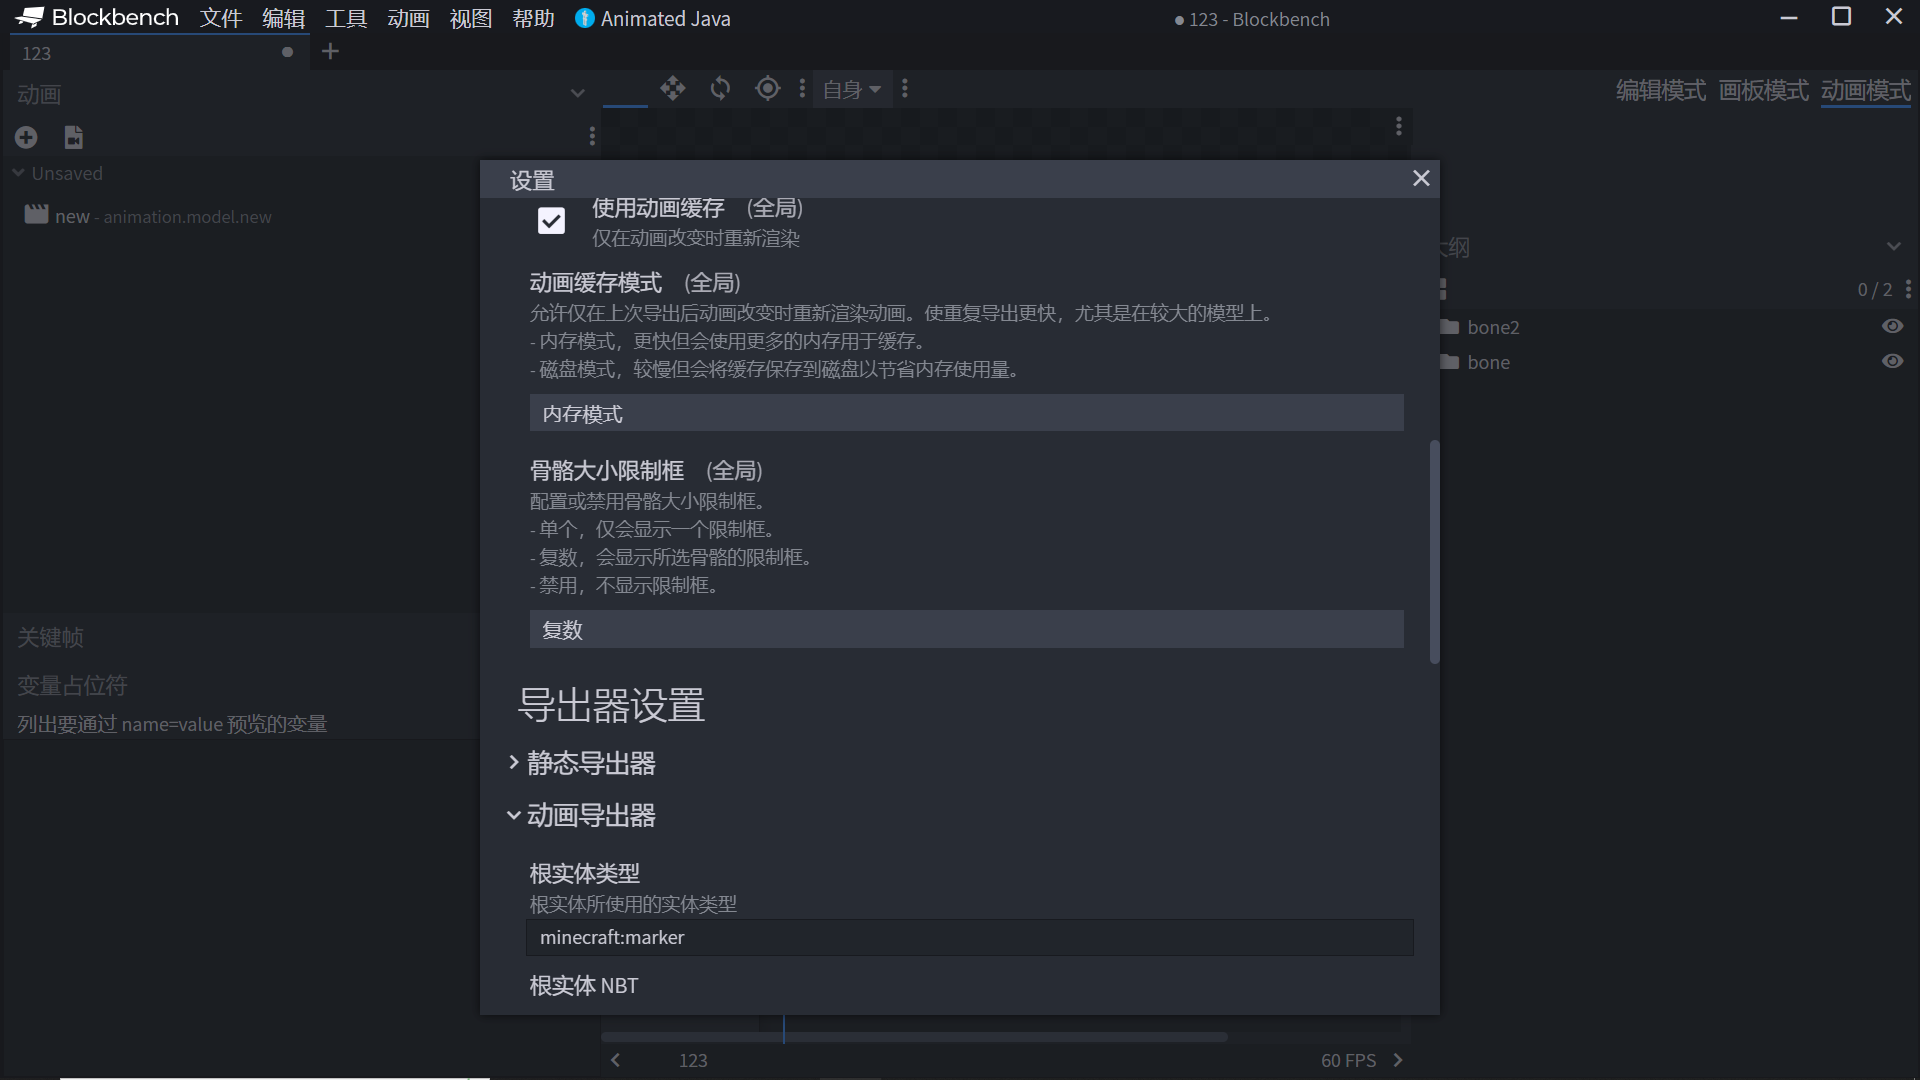 Blockbench 文件 编辑 工具 动画 视图 帮助 Animated Java
123 - Blockbench
123
动画
自身
编辑模式 画板模式 动画模式
Unsaved
new - animation.model.new
设置
使用动画缓存 (全局)
仅在动画改变时重新渲染
动画缓存模式 (全局)
允许仅在上次导出后动画改变时重新渲染动画。使重复导出更快，尤其是在较大的模型上。
- 内存模式，更快但会使用更多的内存用于缓存。
- 磁盘模式，较慢但会将缓存保存到磁盘以节省内存使用量。
内存模式
骨骼大小限制框 (全局)
配置或禁用骨骼大小限制框。
- 单个，仅会显示一个限制框。
- 复数，会显示所选骨骼的限制框。
- 禁用，不显示限制框。
复数
导出器设置
静态导出器
动画导出器
根实体类型
根实体所使用的实体类型
minecraft:marker
根实体 NBT
大纲
0 / 2
bone2
bone
关键帧
变量占位符
列出要通过 name=value 预览的变量
123
60 FPS